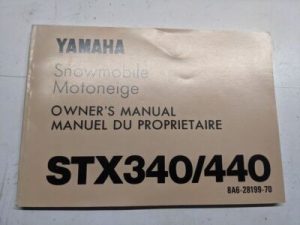 YAMAHA
Snowmobile
Motoneige
OWNER'S MANUAL
MANUEL DU PROPRIETAIRE
STX340/440
8A6-28199-70